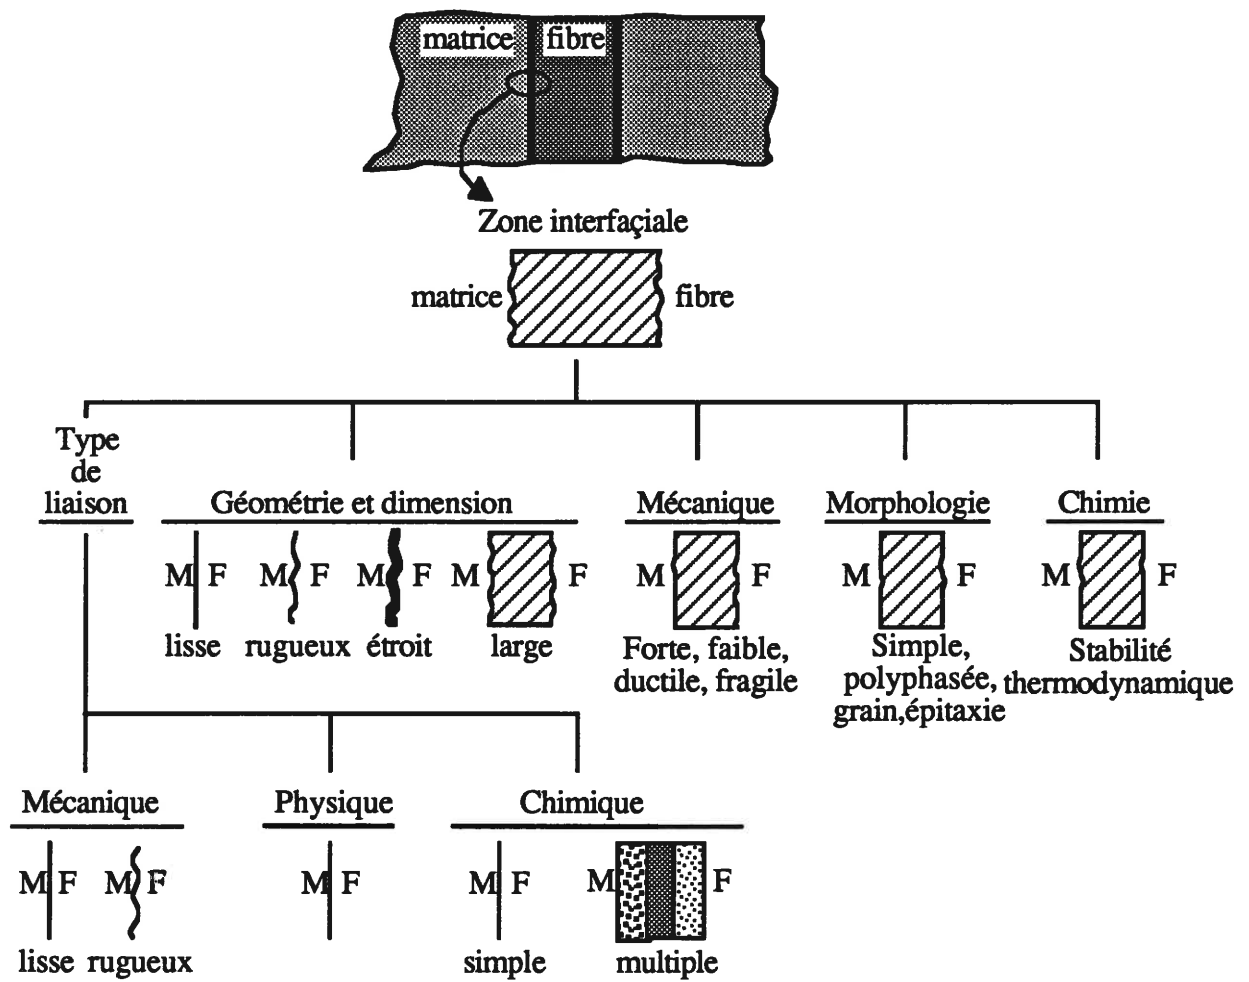 matrice fibre
Zone interfaçiale
matrice fibre
Type
de
liaison
Géométrie et dimension
Mécanique
Morphologie
Chimie
M F M F M F M F M F M F M F
lisse rugueux étroit large
Forte, faible,
ductile, fragile
Simple,
polyphasée,
grain,épitaxie
Stabilité
thermodynamique
Mécanique
Physique
Chimique
M F M F M F M F M F
lisse rugueux simple multiple